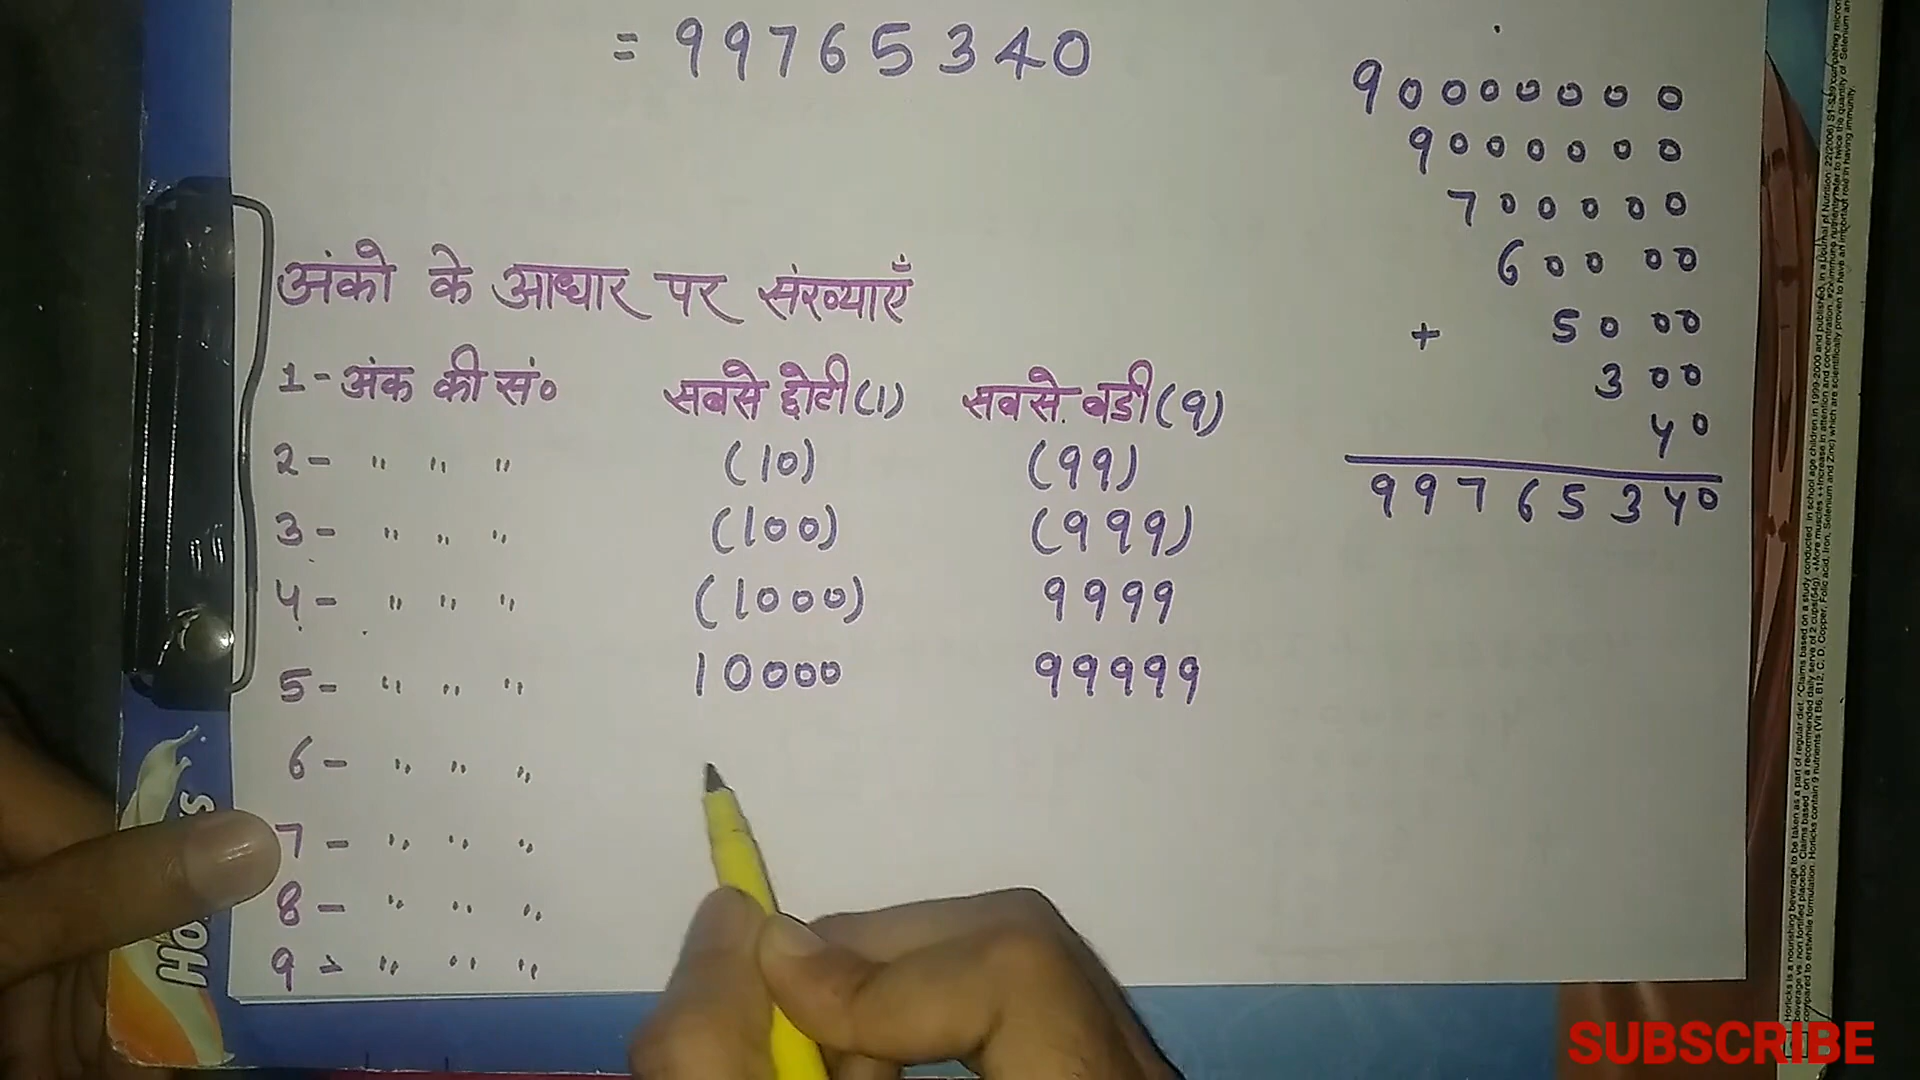 = 99765340
अंको के आधार पर संख्याएँ
1 - अंक की सं० सबसे छोटी (1) सबसे बडी (9)
2 - " " " (10) (99)
3 - " " " (100) (999)
4 - " " " (1000) 9999
5 - " " " 10000 99999
6 - " " "
7 - " " "
8 - " " "
9 - " " "
90000000
9000000
700000
60000
+ 5000
300
40
99765340
Ho
SUBSCRIBE